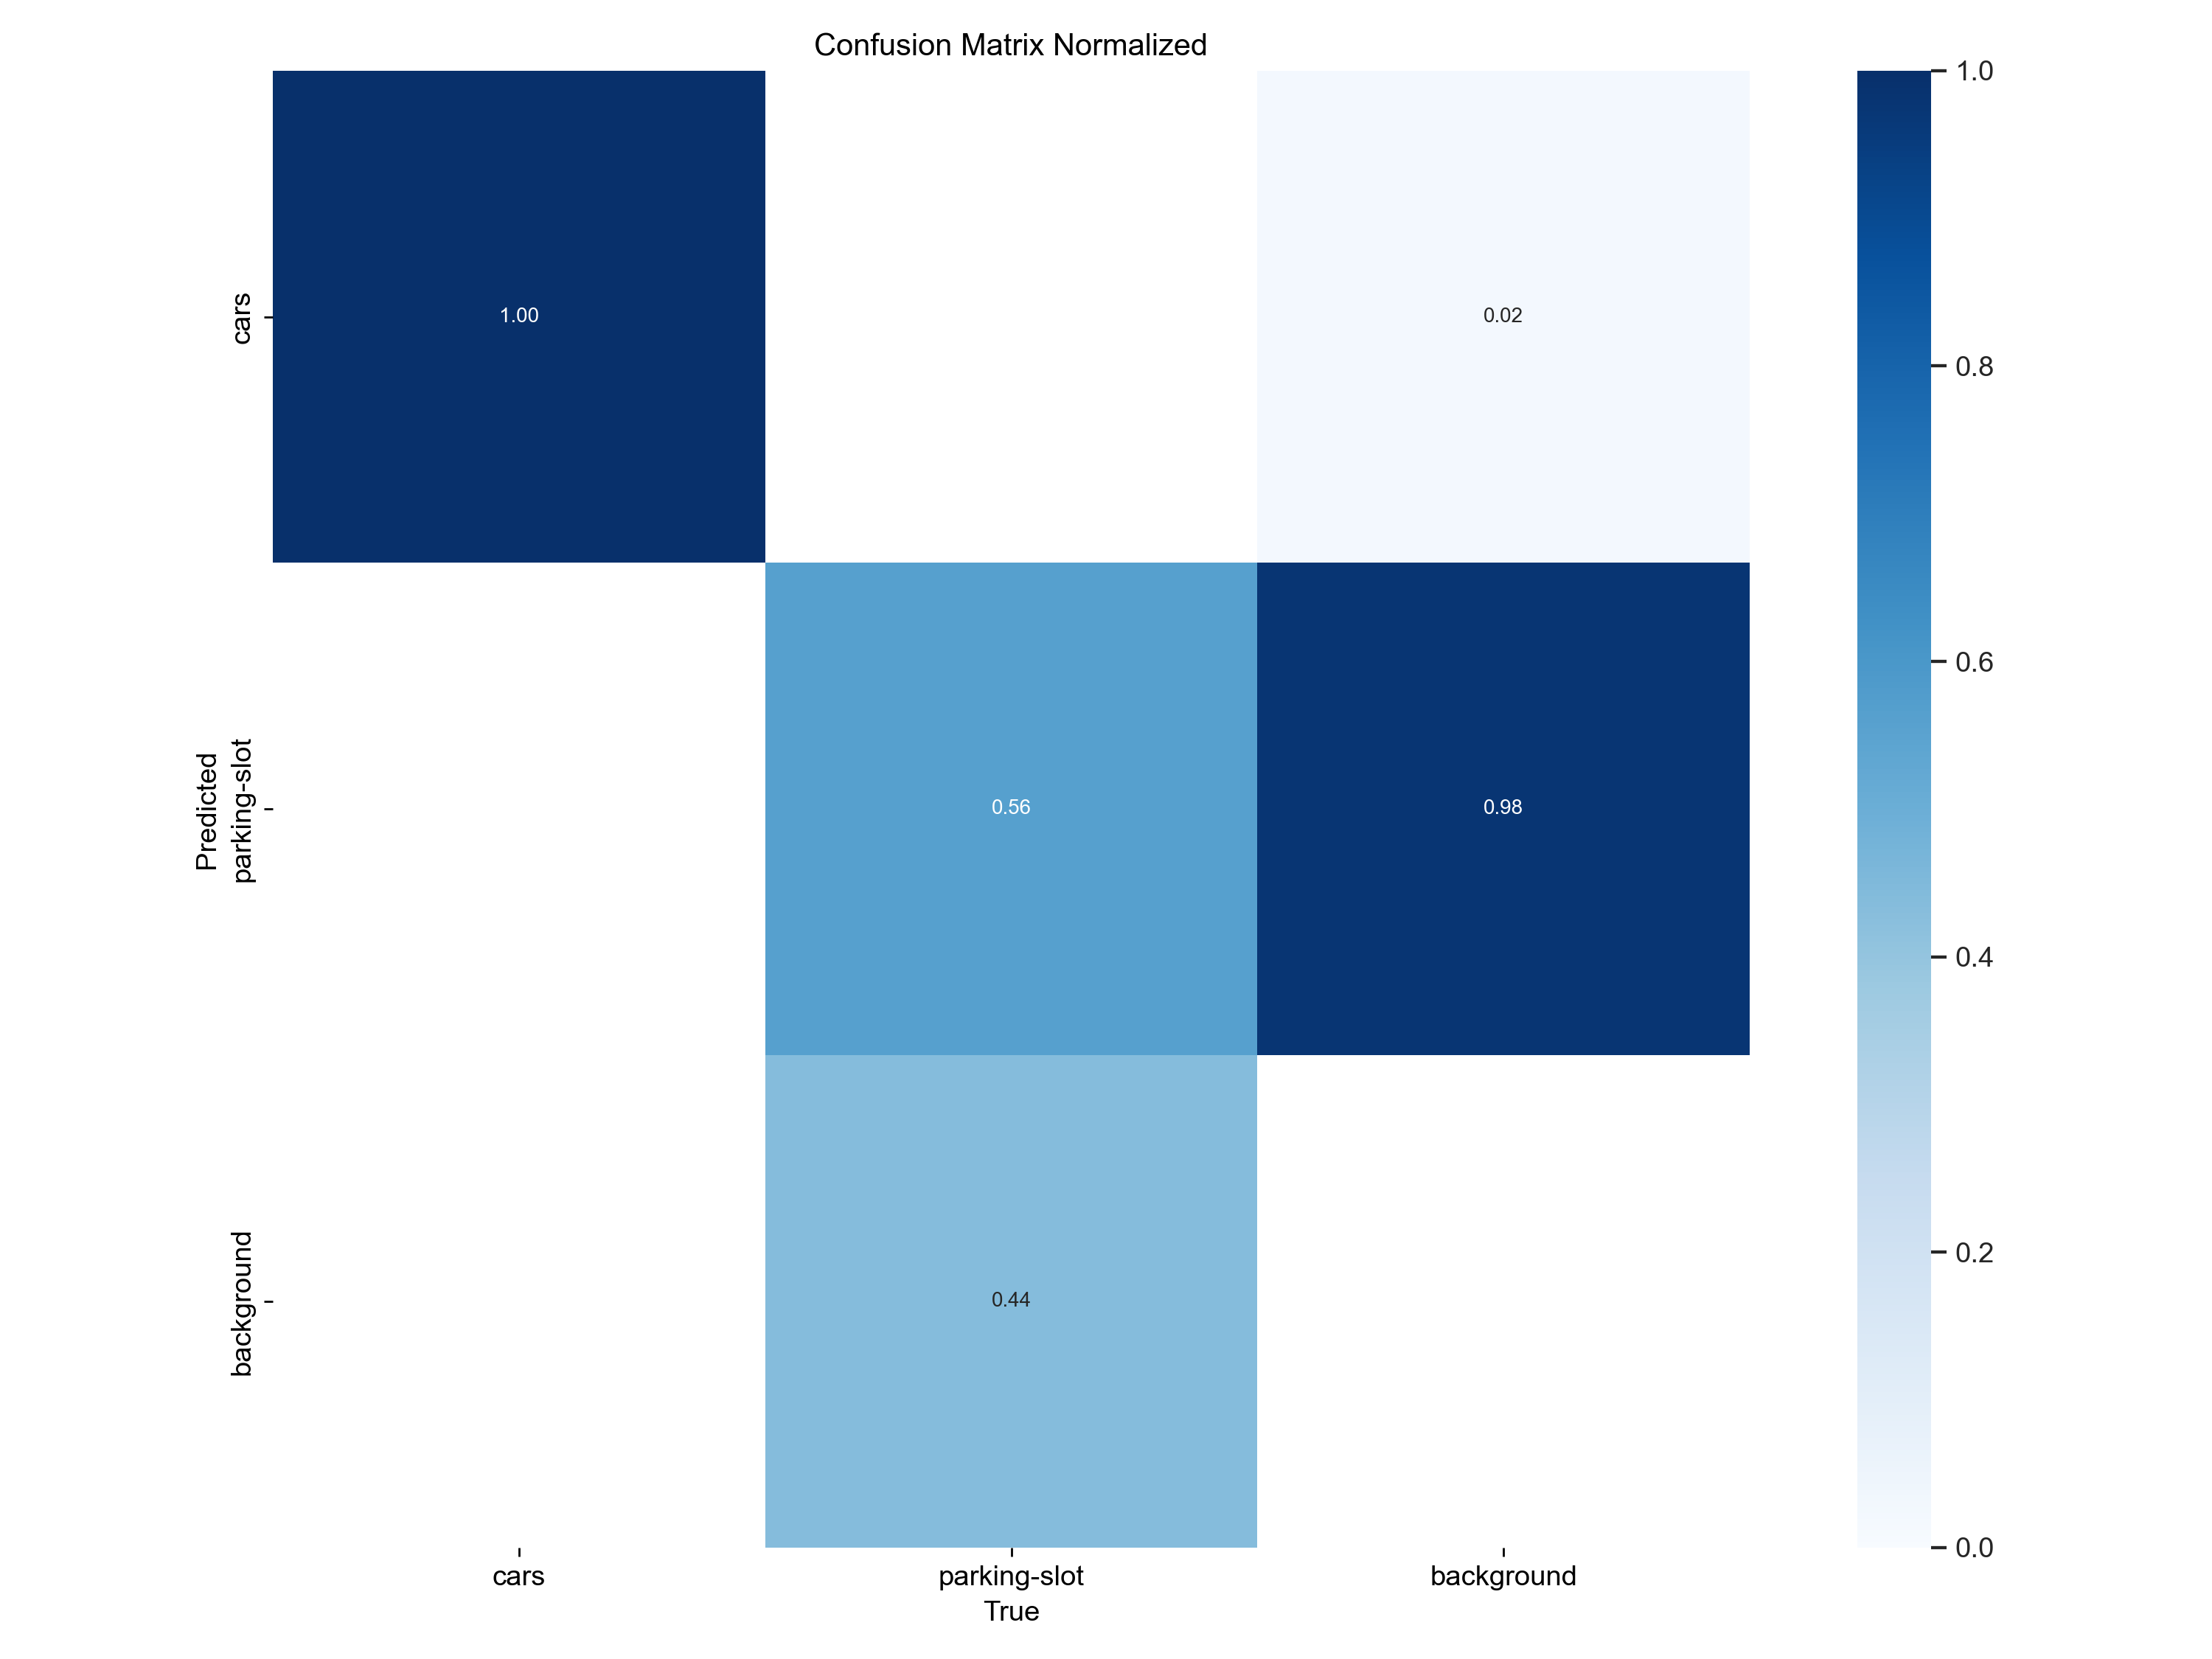 Confusion Matrix Normalized
1.0
cars
1.00
0.02
0.8
0.6
Predicted
parking-slot
0.56
0.98
0.4
0.2
background
0.44
0.0
cars
parking-slot
background
True